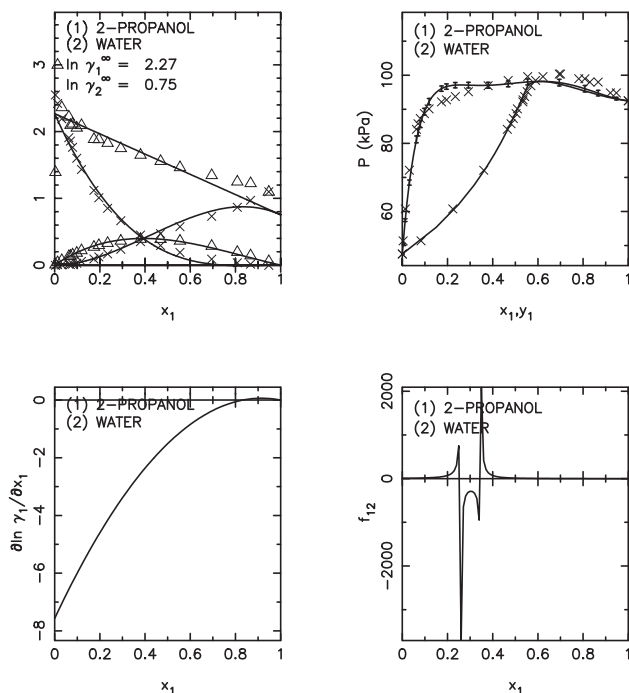 (1) 2−PROPANOL
(2) WATER
ln γ₁^∞ = 2.27
ln γ₂^∞ = 0.75
3
2
1
0
0 0.2 0.4 0.6 0.8 1
x₁
(1) 2−PROPANOL
(2) WATER
P (kPa)
100
80
60
0 0.2 0.4 0.6 0.8 1
x₁,y₁
(1) 2−PROPANOL
(2) WATER
∂ln γ₁/∂x₁
0
−2
−4
−6
−8
0 0.2 0.4 0.6 0.8 1
x₁
(1) 2−PROPANOL
(2) WATER
f₁₂
2000
0
−2000
0 0.2 0.4 0.6 0.8 1
x₁